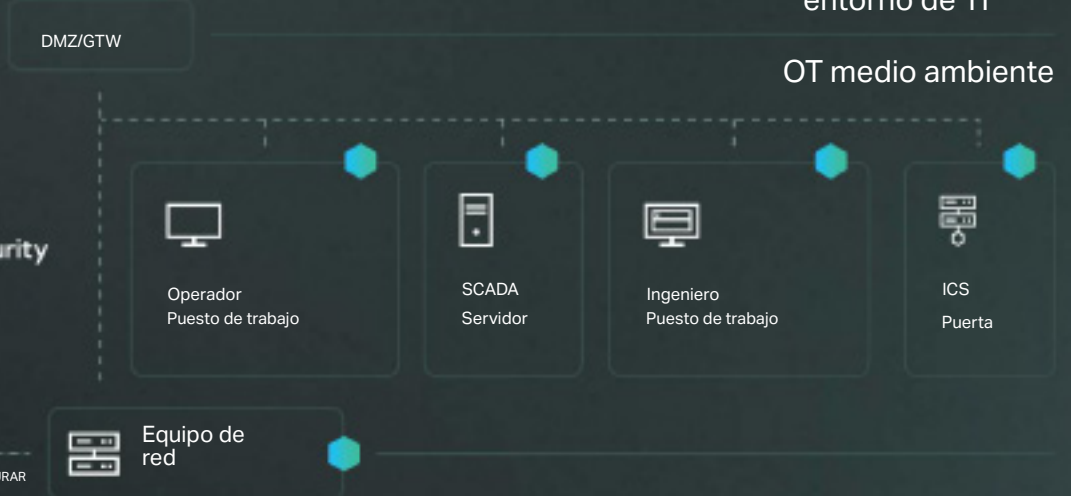 entorno de TI
DMZ/GTW
OT medio ambiente
Operador
Puesto de trabajo
SCADA
Servidor
Ingeniero
Puesto de trabajo
ICS
Puerta
Equipo de
red